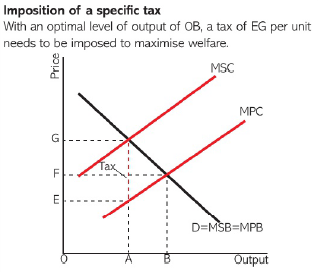 Imposition of a specific tax
With an optimal level of output of OB, a tax of EG per unit
needs to be imposed to maximise welfare.
Price
MSC
MPC
G
Tax
F
E
D=MSB=MPB
O
A
B
Output